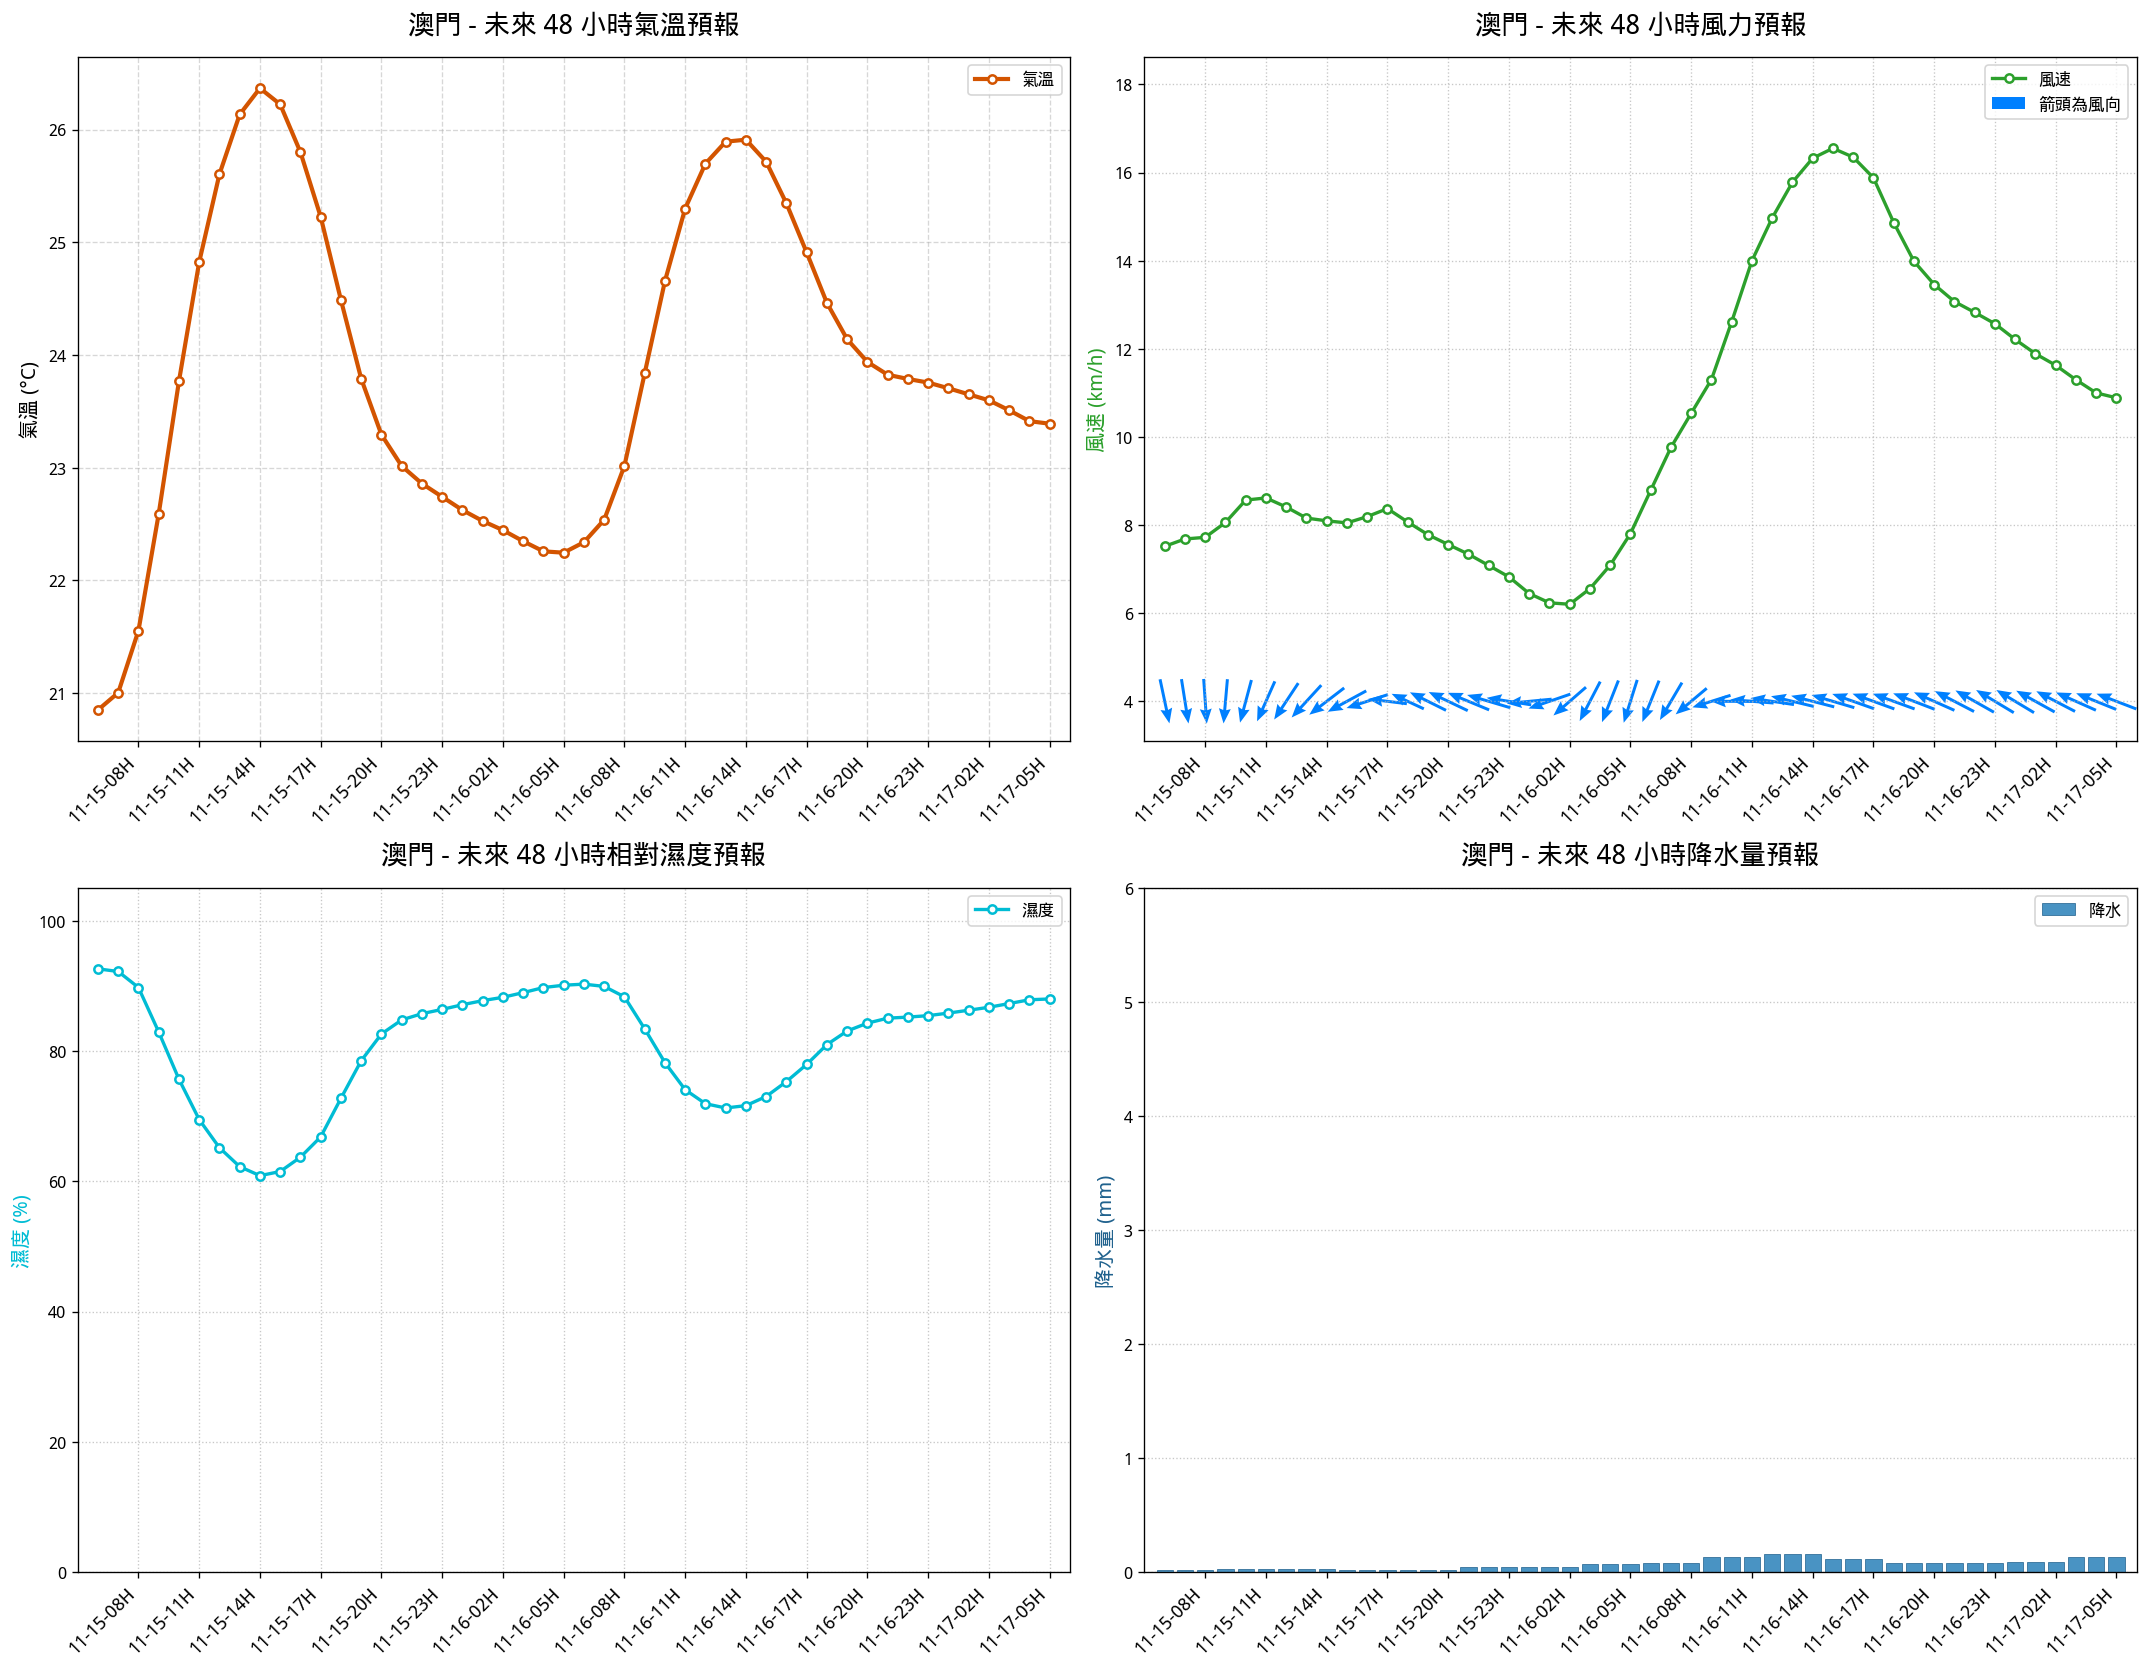 澳門 - 未來 48 小時氣溫預報
氣溫
26
25
24
23
22
21
氣溫 (°C)
11-15-08H
11-15-11H
11-15-14H
11-15-17H
11-15-20H
11-15-23H
11-16-02H
11-16-05H
11-16-08H
11-16-11H
11-16-14H
11-16-17H
11-16-20H
11-16-23H
11-17-02H
11-17-05H
澳門 - 未來 48 小時風力預報
風速
箭頭為風向
18
16
14
12
10
8
6
4
風速 (km/h)
11-15-08H
11-15-11H
11-15-14H
11-15-17H
11-15-20H
11-15-23H
11-16-02H
11-16-05H
11-16-08H
11-16-11H
11-16-14H
11-16-17H
11-16-20H
11-16-23H
11-17-02H
11-17-05H
澳門 - 未來 48 小時相對濕度預報
濕度
100
80
60
40
20
0
濕度 (%)
11-15-08H
11-15-11H
11-15-14H
11-15-17H
11-15-20H
11-15-23H
11-16-02H
11-16-05H
11-16-08H
11-16-11H
11-16-14H
11-16-17H
11-16-20H
11-16-23H
11-17-02H
11-17-05H
澳門 - 未來 48 小時降水量預報
降水
6
5
4
3
2
1
0
降水量 (mm)
11-15-08H
11-15-11H
11-15-14H
11-15-17H
11-15-20H
11-15-23H
11-16-02H
11-16-05H
11-16-08H
11-16-11H
11-16-14H
11-16-17H
11-16-20H
11-16-23H
11-17-02H
11-17-05H